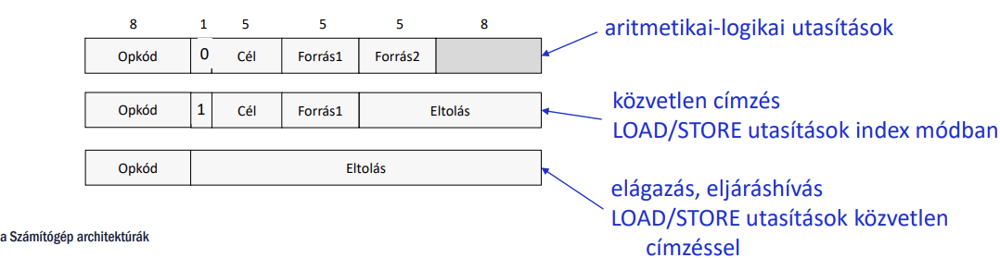 8 1 5 5 5 8
Opkód 0 Cél Forrás1 Forrás2
aritmetikai-logikai utasítások
Opkód 1 Cél Forrás1 Eltolás
közvetlen címzés
LOAD/STORE utasítások index módban
Opkód Eltolás
elágazás, eljáráshívás
LOAD/STORE utasítások közvetlen
címzéssel
a Számítógép architektúrák